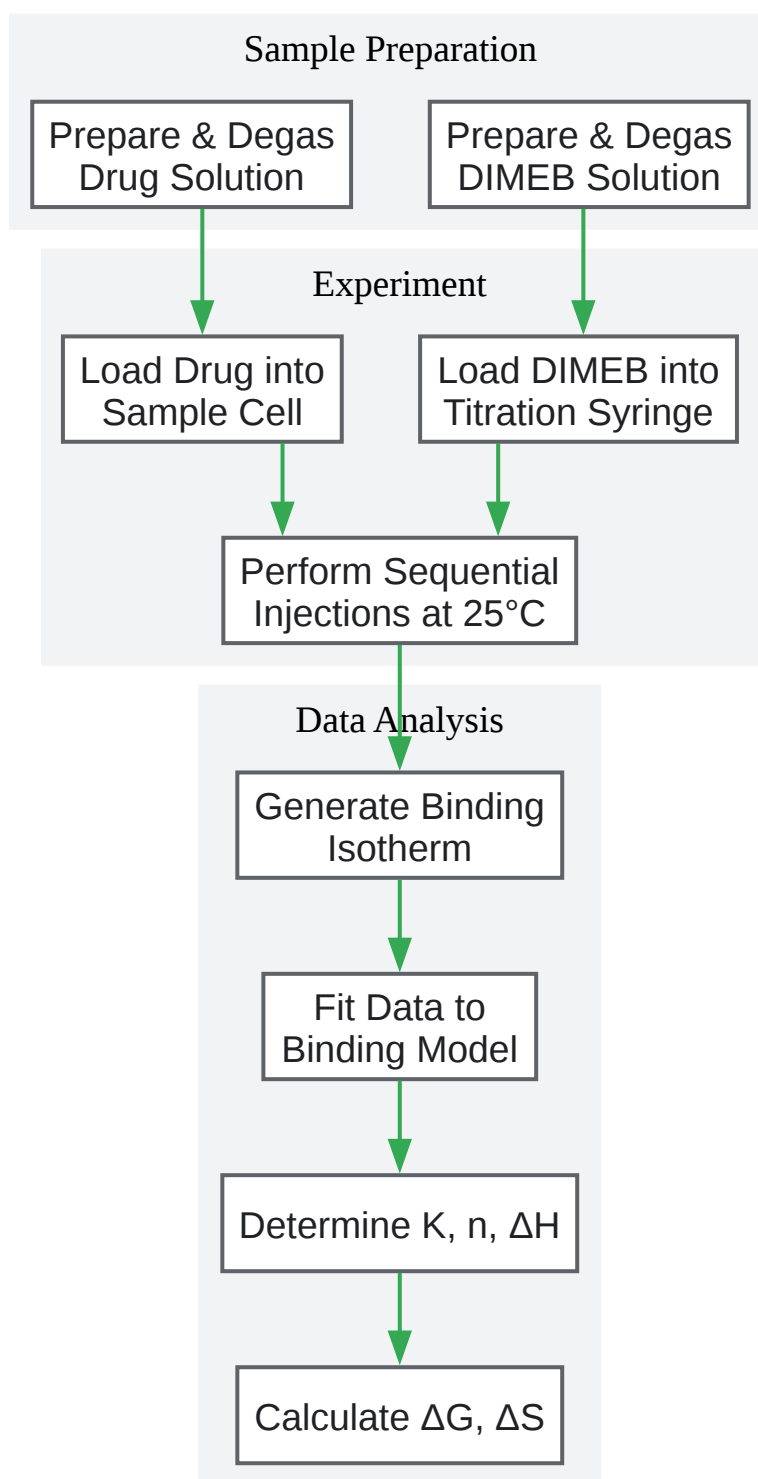 Sample Preparation
Prepare & Degas
Drug Solution
Prepare & Degas
DIMEB Solution
Experiment
Load Drug into
Sample Cell
Load DIMEB into
Titration Syringe
Perform Sequential
Injections at 25°C
Data Analysis
Generate Binding
Isotherm
Fit Data to
Binding Model
Determine K, n, ΔH
Calculate ΔG, ΔS